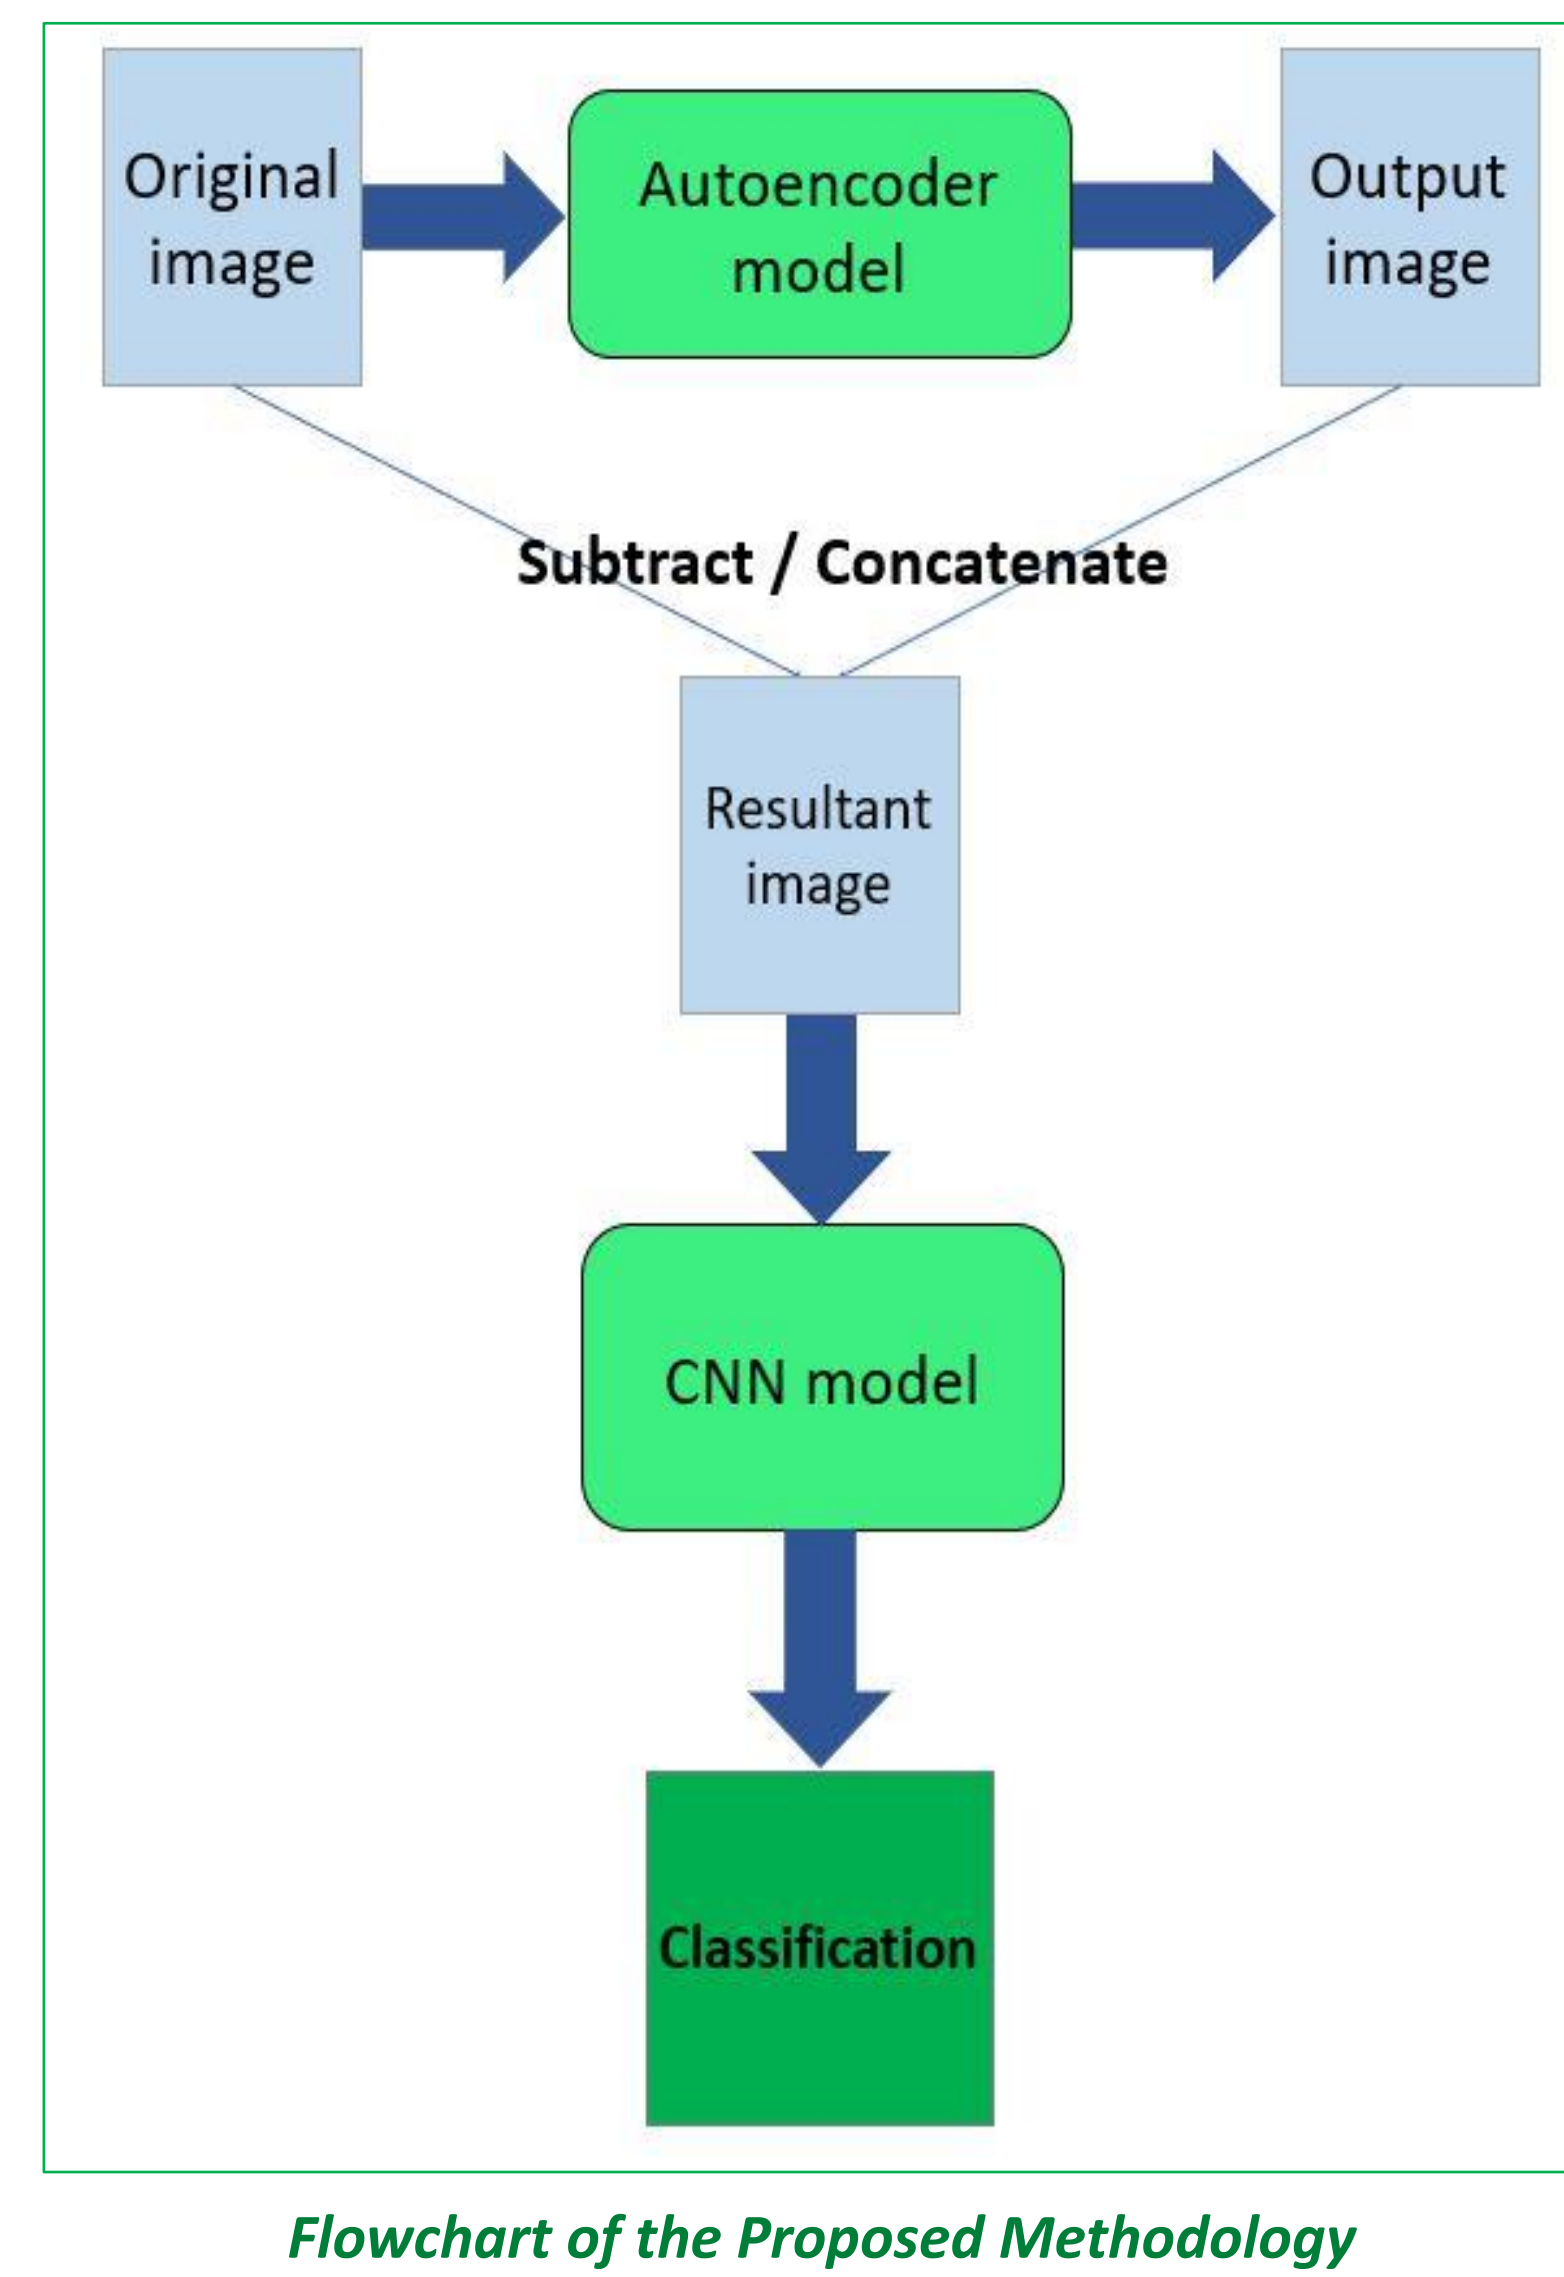 Original
image
Autoencoder
model
Output
image
Subtract / Concatenate
Resultant
image
CNN model
Classification
Flowchart of the Proposed Methodology